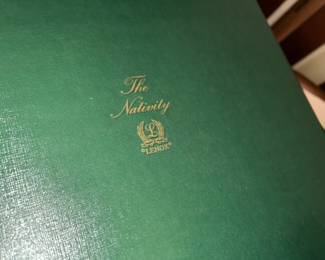 The
Nativity
L
"LENOX"